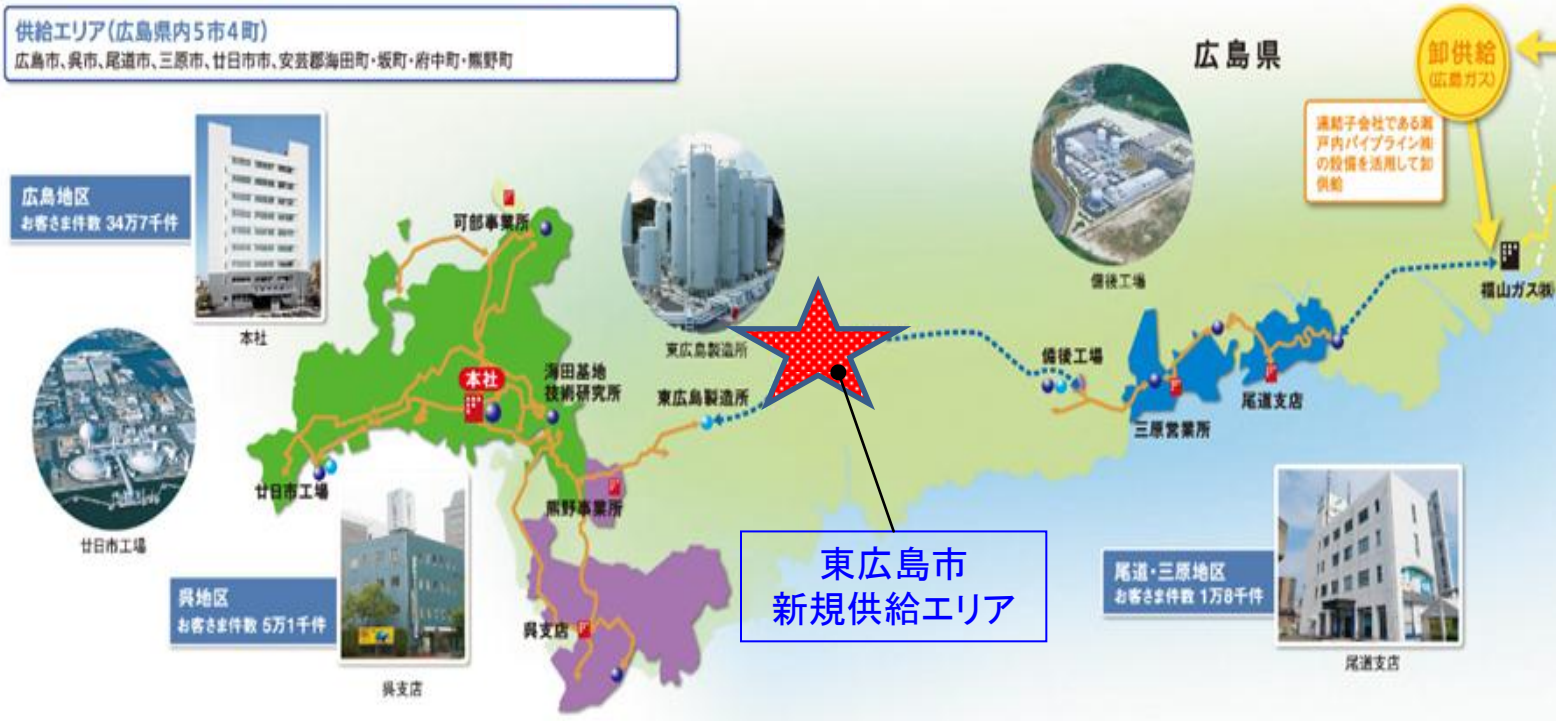 供給エリア(広島県内5市4町)
広島市、呉市、尾道市、三原市、廿日市市、安芸郡海田町・坂町・府中町・熊野町
広島県
卸供給
(広島ガス)
連結子会社である瀬
戸内パイプライン㈱
の設備を活用して卸
供給
広島地区
お客さま件数 34万7千件
本社
可部事業所
東広島製造所
備後工場
福山ガス㈱
本社
海田基地
技術研究所
東広島製造所
備後工場
三原営業所
尾道支店
廿日市工場
廿日市工場
熊野事業所
呉地区
お客さま件数 5万1千件
呉支店
呉支店
東広島市
新規供給エリア
尾道・三原地区
お客さま件数 1万8千件
尾道支店